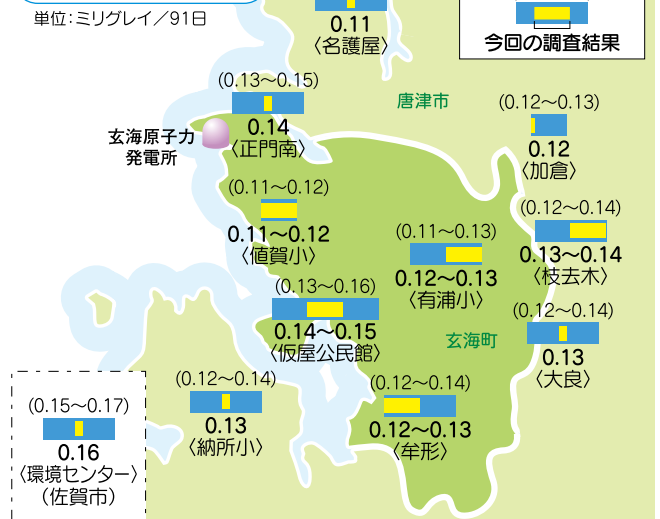 単位：ミリグレイ／91日
0.11
〈名護屋〉
今回の調査結果
(0.13～0.15)
0.14
〈正門南〉
玄海原子力
発電所
唐津市
(0.12～0.13)
0.12
〈加倉〉
(0.11～0.12)
0.11～0.12
〈値賀小〉
(0.11～0.13)
0.12～0.13
〈有浦小〉
(0.12～0.14)
0.13～0.14
〈枝去木〉
(0.13～0.16)
0.14～0.15
〈仮屋公民館〉
玄海町
(0.12～0.14)
0.13
〈大良〉
(0.12～0.14)
0.13
〈納所小〉
(0.12～0.14)
0.12～0.13
〈牟形〉
(0.15～0.17)
0.16
〈環境センター〉
(佐賀市)